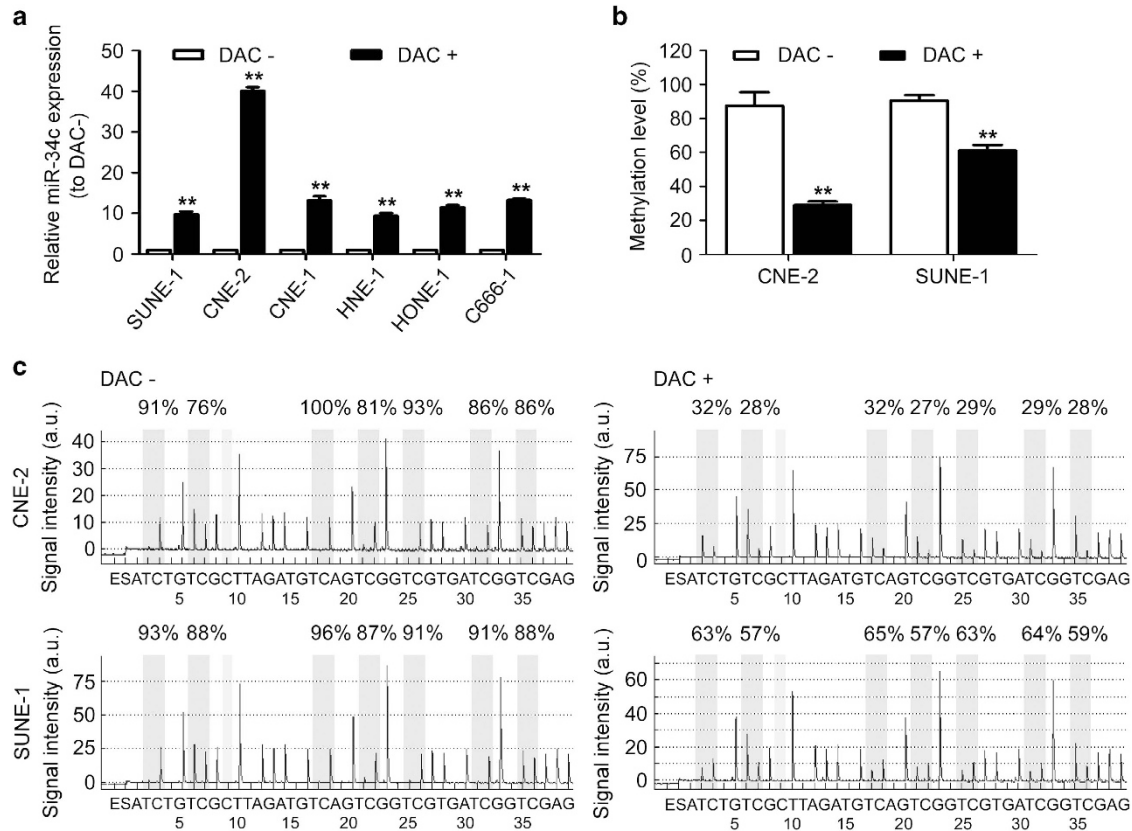 a
DAC - DAC +
Relative miR-34c expression
(to DAC-)
50
40
30
20
10
0
** ** ** ** ** **
SUNE-1 CNE-2 CNE-1 HNE-1 HONE-1 C666-1
b
DAC - DAC +
Methylation level (%)
120
100
80
60
40
20
0
** **
CNE-2 SUNE-1
c
DAC -
CNE-2
Signal intensity (a.u.)
91% 76% 100% 81% 93% 86% 86%
40
30
20
10
0
ESATCTGTCGCTTAGATGTCAGTCGGTCGTGATCGGTCGAG
5 10 15 20 25 30 35
DAC +
Signal intensity (a.u.)
32% 28% 32% 27% 29% 29% 28%
75
50
25
0
ESATCTGTCGCTTAGATGTCAGTCGGTCGTGATCGGTCGAG
5 10 15 20 25 30 35
SUNE-1
Signal intensity (a.u.)
93% 88% 96% 87% 91% 91% 88%
75
50
25
0
ESATCTGTCGCTTAGATGTCAGTCGGTCGTGATCGGTCGAG
5 10 15 20 25 30 35
Signal intensity (a.u.)
63% 57% 65% 57% 63% 64% 59%
60
40
20
0
ESATCTGTCGCTTAGATGTCAGTCGGTCGTGATCGGTCGAG
5 10 15 20 25 30 35